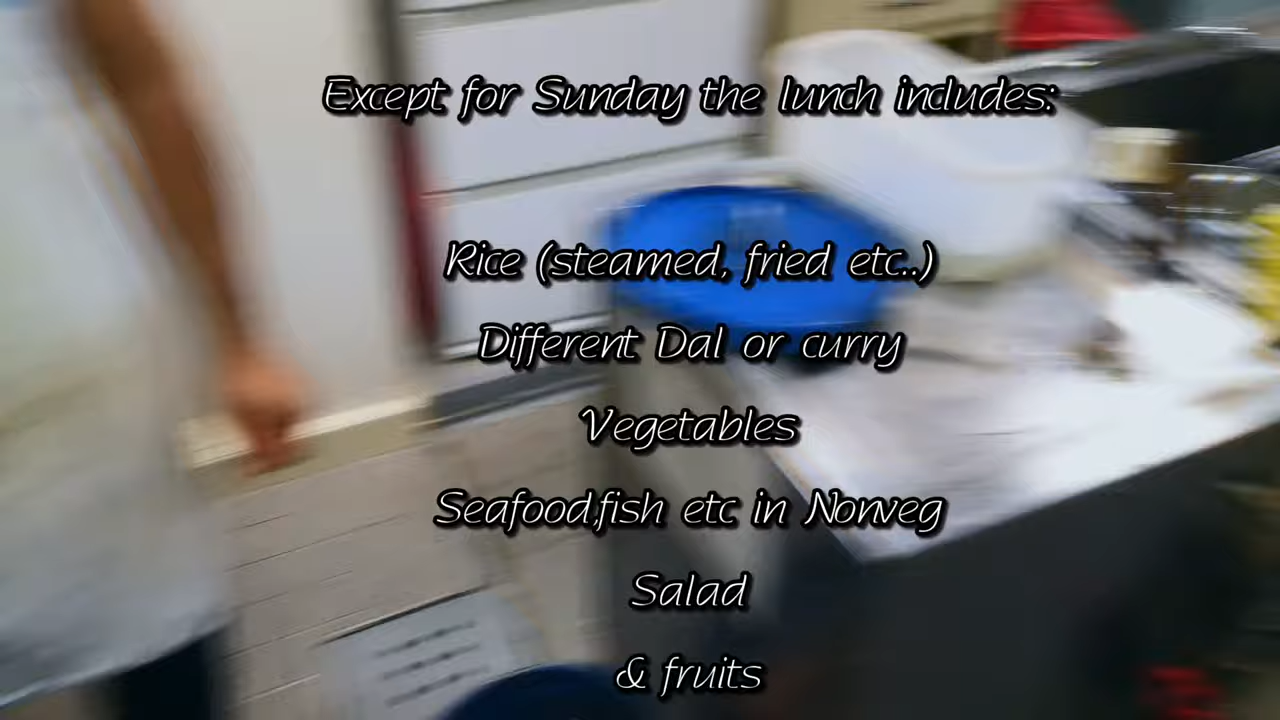 Except for Sunday the lunch includes:
Rice (steamed, fried etc..)
Different Dal or curry
Vegetables
Seafood,fish etc in Nonveg
Salad
& fruits